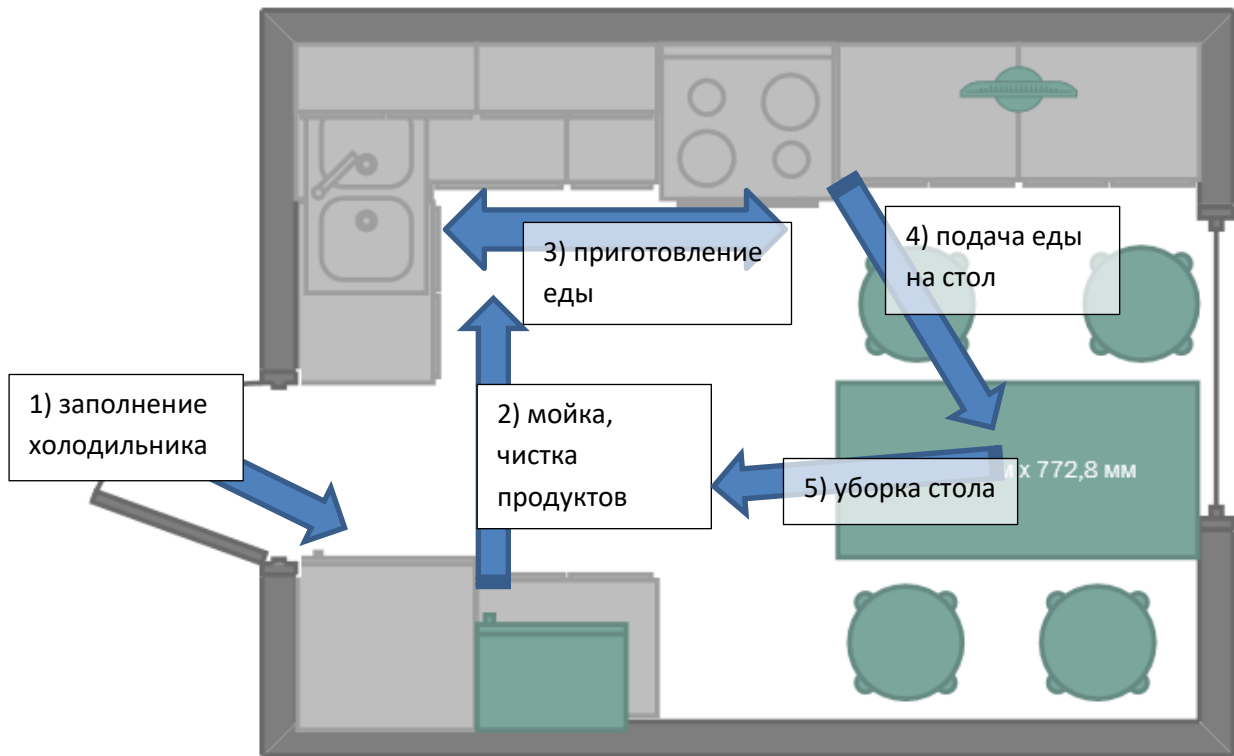 3) приготовление
еды
4) подача еды
на стол
1) заполнение
холодильника
2) мойка,
чистка
продуктов
х 772,8 мм
5) уборка стола